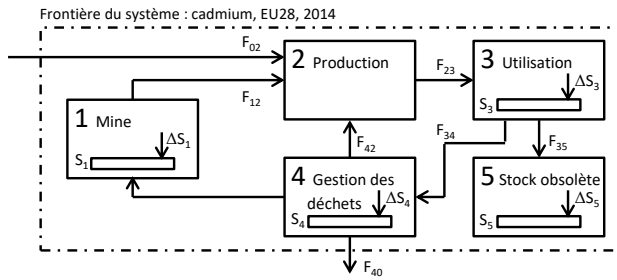 Frontière du système : cadmium, EU28, 2014
F02
2 Production
F23
3 Utilisation
ΔS3
S3
F12
1 Mine
ΔS1
S1
F42
F34
F35
4 Gestion des
déchets
ΔS4
S4
5 Stock obsolète
ΔS5
S5
F40